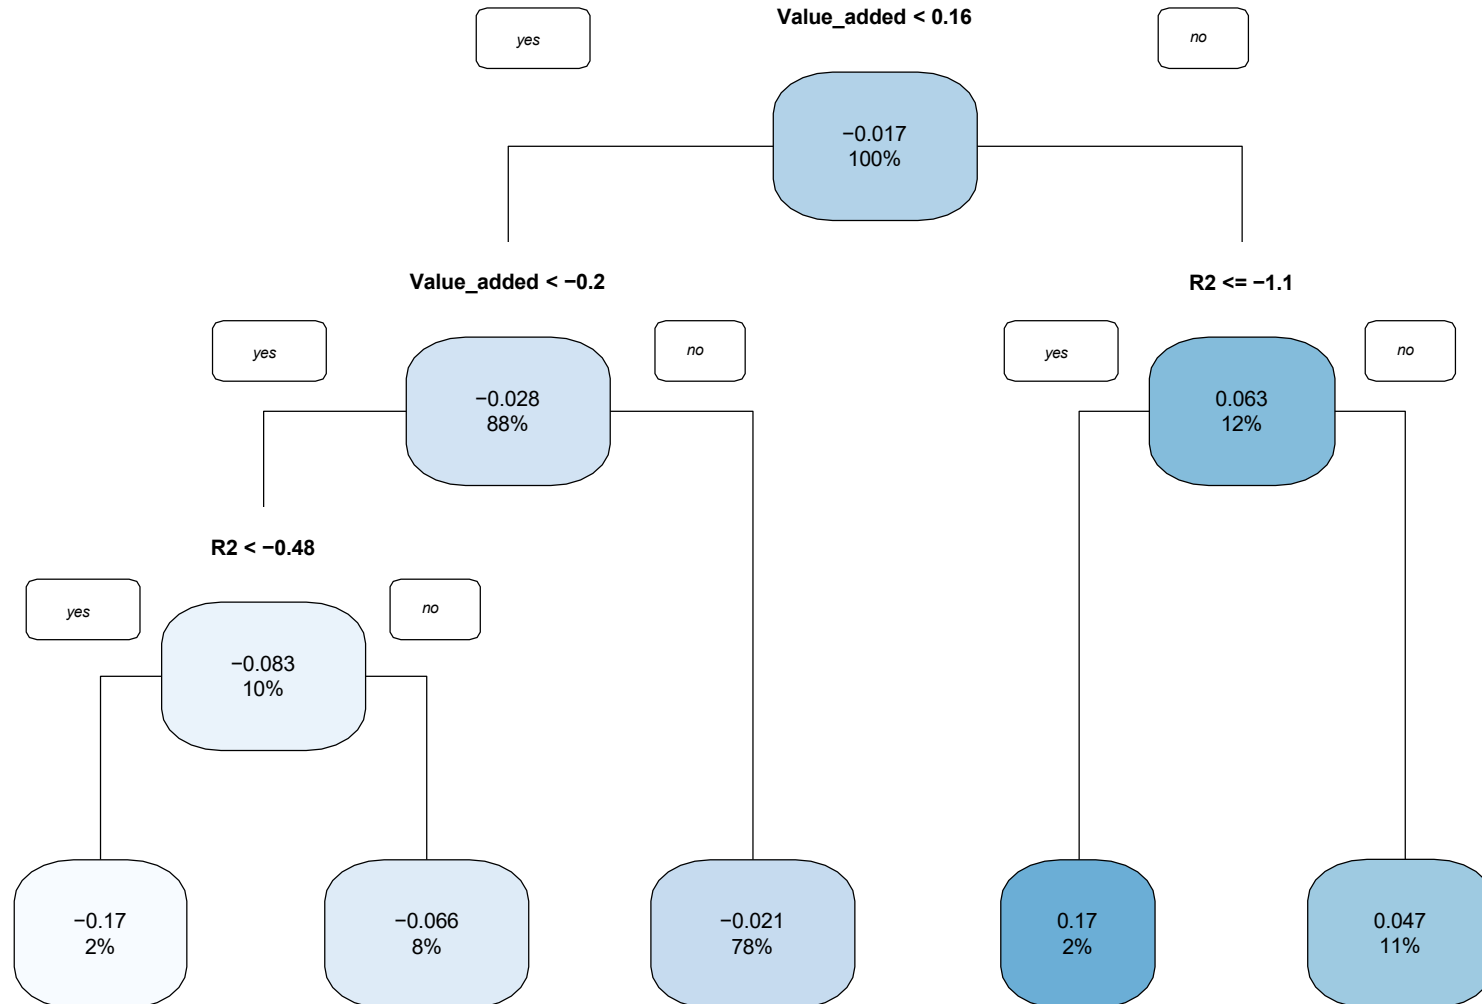 Value_added < 0.16
yes
no
−0.017
100%
Value_added < −0.2
R2 <= −1.1
yes
no
yes
no
−0.028
88%
0.063
12%
R2 < −0.48
yes
no
−0.083
10%
−0.17
2%
−0.066
8%
−0.021
78%
0.17
2%
0.047
11%